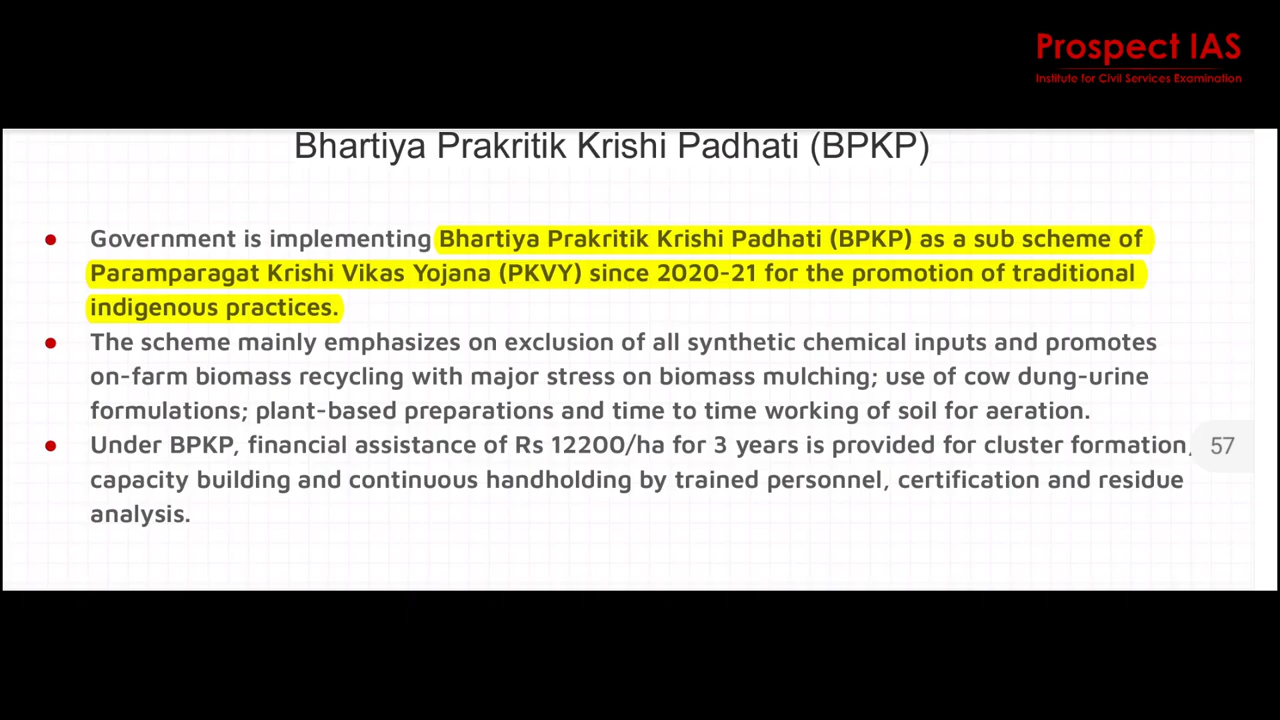 Prospect IAS
Institute for Civil Services Examination
Bhartiya Prakritik Krishi Padhati (BPKP)
● Government is implementing Bhartiya Prakritik Krishi Padhati (BPKP) as a sub scheme of
Paramparagat Krishi Vikas Yojana (PKVY) since 2020-21 for the promotion of traditional
indigenous practices.
● The scheme mainly emphasizes on exclusion of all synthetic chemical inputs and promotes
on-farm biomass recycling with major stress on biomass mulching; use of cow dung-urine
formulations; plant-based preparations and time to time working of soil for aeration.
● Under BPKP, financial assistance of Rs 12200/ha for 3 years is provided for cluster formation,
capacity building and continuous handholding by trained personnel, certification and residue
analysis.
57